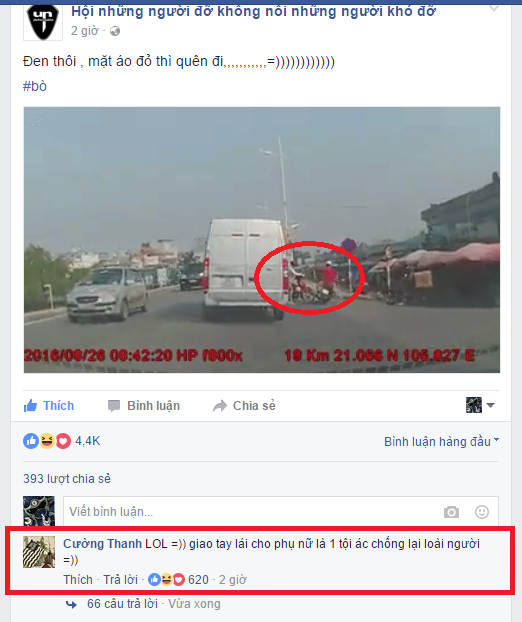 Hội những người đỡ không nổi những người khó đỡ
2 giờ ·
Đen thôi , mặt áo đỏ thì quên đi,,,,,,,,,,,=))))))))))))
#bò
2016/08/26 08:42:20 HP f800x 19 Km 21.066 N 105.827 E
Thích Bình luận Chia sẻ
4,4K Bình luận hàng đầu
393 lượt chia sẻ
Viết bình luận...
Cường Thanh LOL =)) giao tay lái cho phụ nữ là 1 tội ác chống lại loài người
=))
Thích · Trả lời · 620 · 2 giờ
66 câu trả lời · Vừa xong